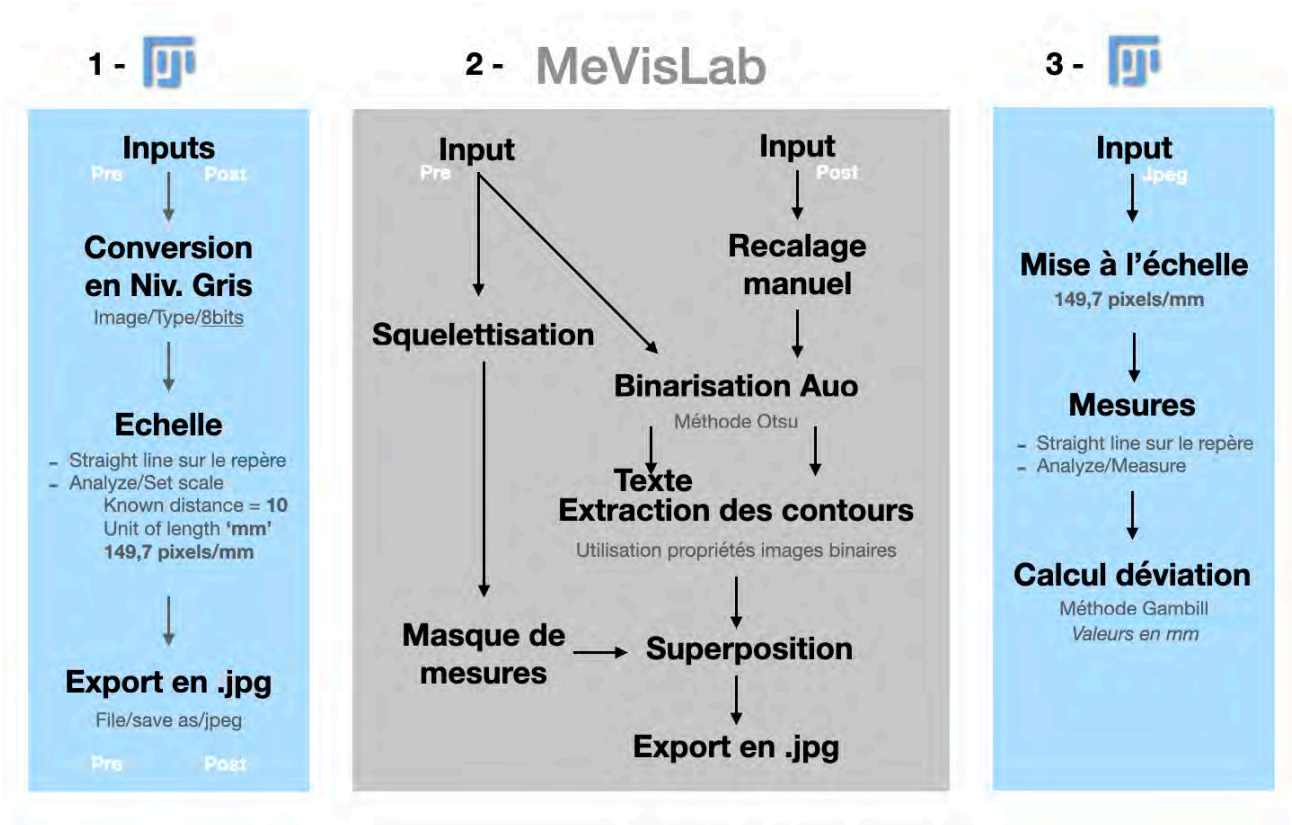 1 -
Inputs
Pre Post
Conversion
en Niv. Gris
Image/Type/8bits
Echelle
- Straight line sur le repère
- Analyze/Set scale
Known distance = 10
Unit of length ‘mm’
149,7 pixels/mm
Export en .jpg
File/save as/jpeg
Pre Post
2 - MeVisLab
Input
Pre
Input
Post
Recalage
manuel
Squelettisation
Binarisation Auo
Méthode Otsu
Texte
Extraction des contours
Utilisation propriétés images binaires
Masque de
mesures
Superposition
Export en .jpg
3 -
Input
Jpeg
Mise à l’échelle
149,7 pixels/mm
Mesures
- Straight line sur le repère
- Analyze/Measure
Calcul déviation
Méthode Gambill
Valeurs en mm